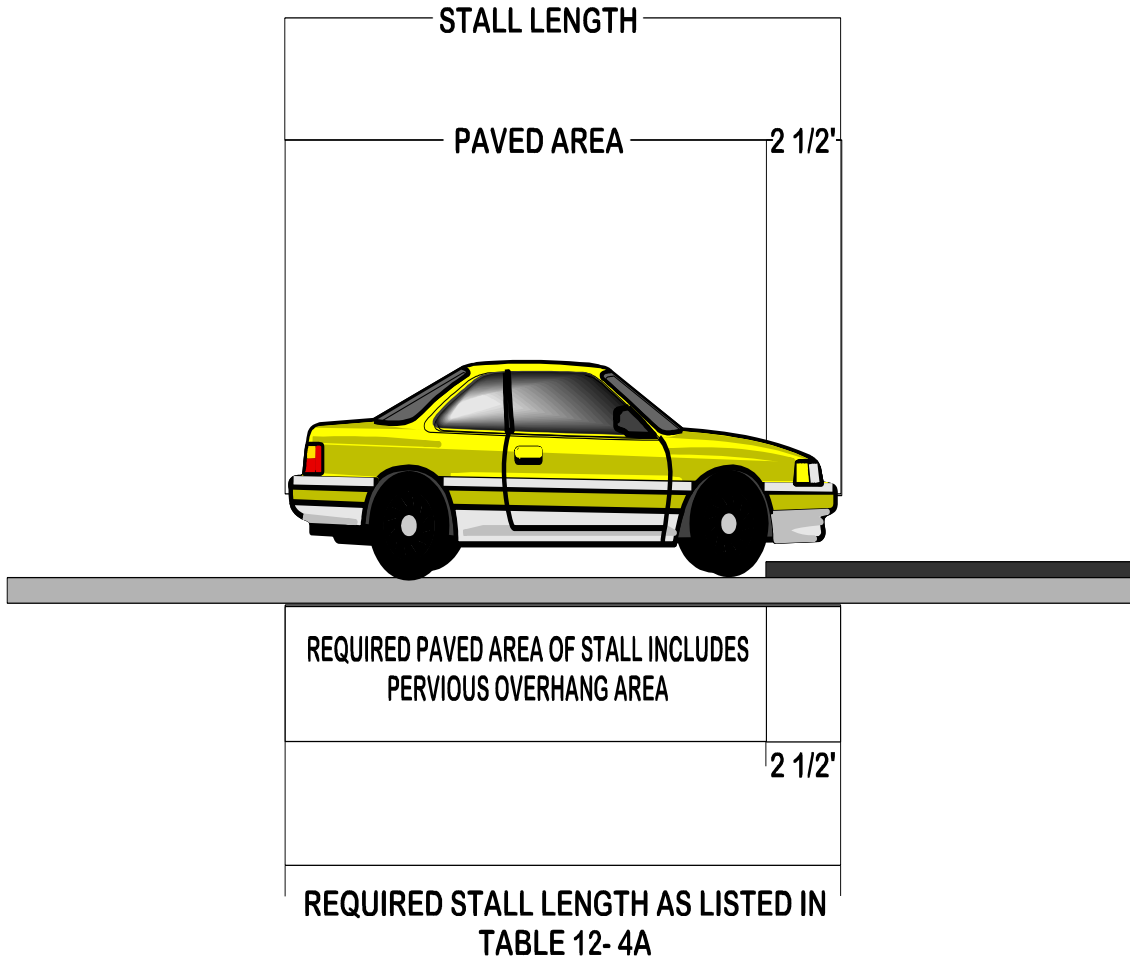 STALL LENGTH
PAVED AREA
2 1/2'
REQUIRED PAVED AREA OF STALL INCLUDES
PERVIOUS OVERHANG AREA
2 1/2'
REQUIRED STALL LENGTH AS LISTED IN
TABLE 12- 4A